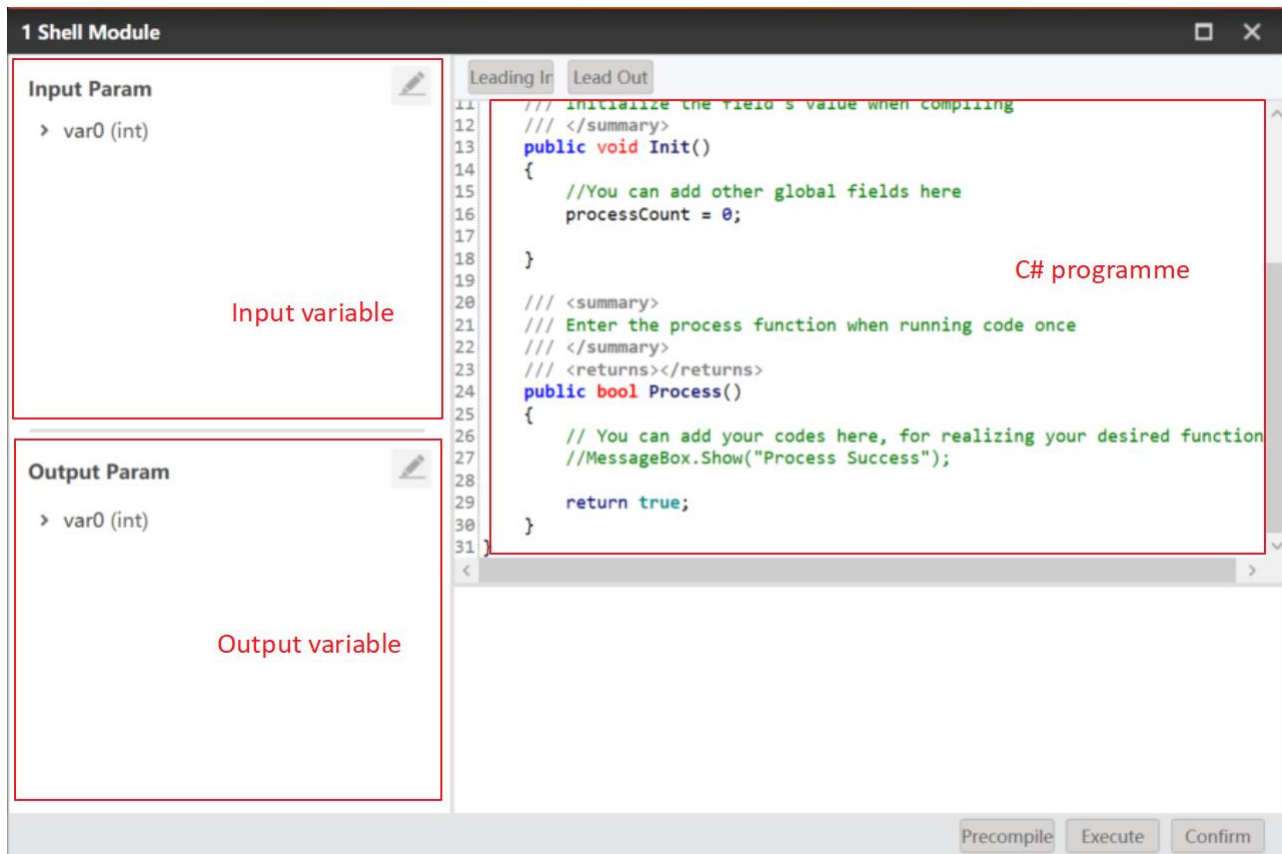 1 Shell Module
Input Param
> var0 (int)
Input variable
Output Param
> var0 (int)
Output variable
Leading Ir Lead Out
11 /// Initialize the field's value when compiling
12 /// </summary>
13 public void Init()
14 {
15 //You can add other global fields here
16 processCount = 0;
17
18 }
19
20 /// <summary>
21 /// Enter the process function when running code once
22 /// </summary>
23 /// <returns></returns>
24 public bool Process()
25 {
26 // You can add your codes here, for realizing your desired function
27 //MessageBox.Show("Process Success");
28
29 return true;
30 }
31 }
C# programme
Precompile Execute Confirm